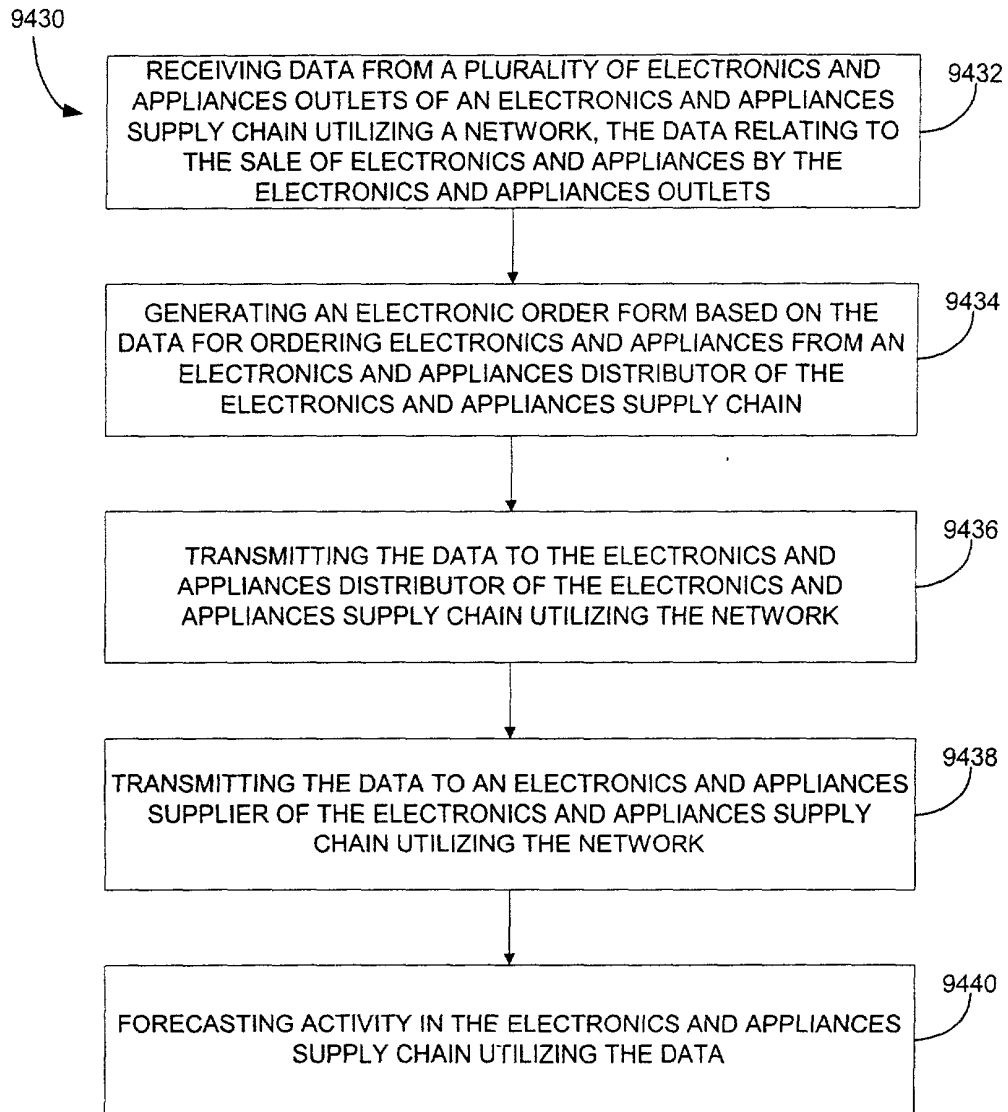 9430
RECEIVING DATA FROM A PLURALITY OF ELECTRONICS AND
APPLIANCES OUTLETS OF AN ELECTRONICS AND APPLIANCES
SUPPLY CHAIN UTILIZING A NETWORK, THE DATA RELATING TO
THE SALE OF ELECTRONICS AND APPLIANCES BY THE
ELECTRONICS AND APPLIANCES OUTLETS
9432
GENERATING AN ELECTRONIC ORDER FORM BASED ON THE
DATA FOR ORDERING ELECTRONICS AND APPLIANCES FROM AN
ELECTRONICS AND APPLIANCES DISTRIBUTOR OF THE
ELECTRONICS AND APPLIANCES SUPPLY CHAIN
9434
TRANSMITTING THE DATA TO THE ELECTRONICS AND
APPLIANCES DISTRIBUTOR OF THE ELECTRONICS AND
APPLIANCES SUPPLY CHAIN UTILIZING THE NETWORK
9436
TRANSMITTING THE DATA TO AN ELECTRONICS AND APPLIANCES
SUPPLIER OF THE ELECTRONICS AND APPLIANCES SUPPLY
CHAIN UTILIZING THE NETWORK
9438
FORECASTING ACTIVITY IN THE ELECTRONICS AND APPLIANCES
SUPPLY CHAIN UTILIZING THE DATA
9440